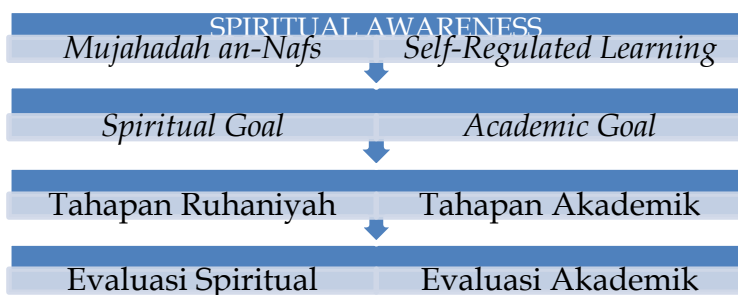 SPIRITUAL AWARENESS
Mujahadah an-Nafs Self-Regulated Learning
Spiritual Goal Academic Goal
Tahapan Ruhaniyah Tahapan Akademik
Evaluasi Spiritual Evaluasi Akademik